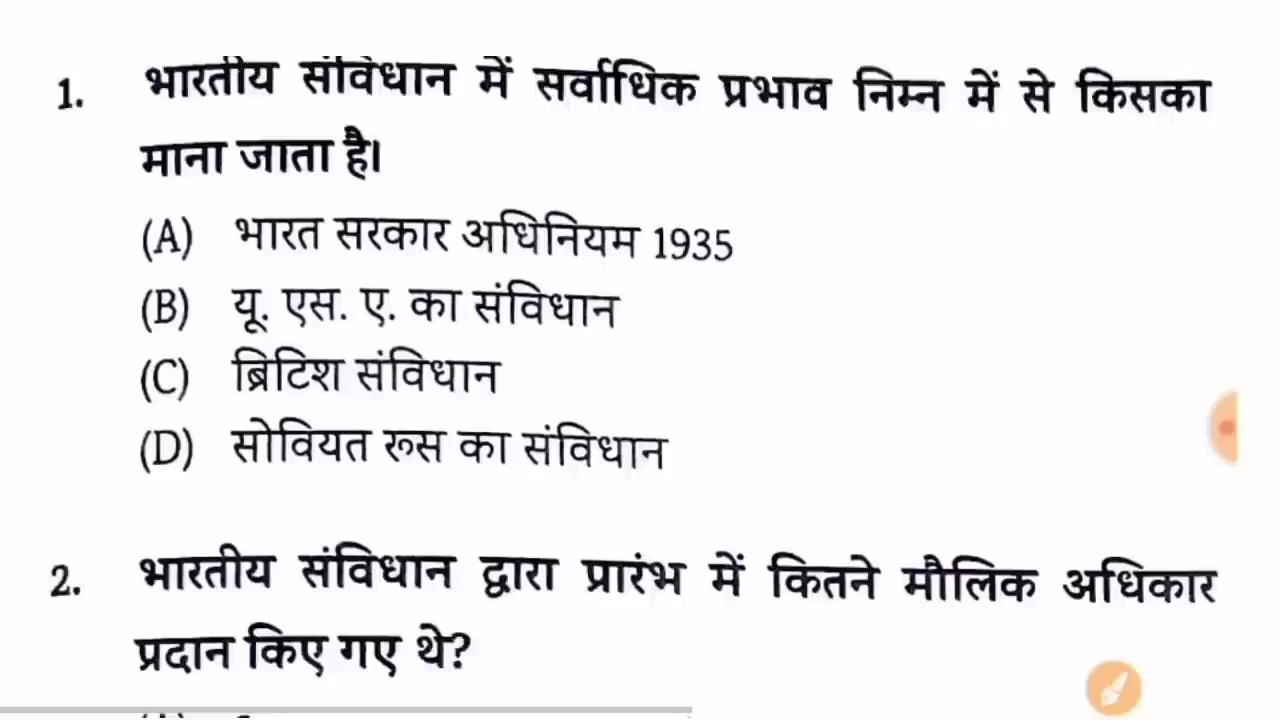 1. भारतीय संविधान में सर्वाधिक प्रभाव निम्न में से किसका
माना जाता है।
(A) भारत सरकार अधिनियम 1935
(B) यू. एस. ए. का संविधान
(C) ब्रिटिश संविधान
(D) सोवियत रूस का संविधान
2. भारतीय संविधान द्वारा प्रारंभ में कितने मौलिक अधिकार
प्रदान किए गए थे?